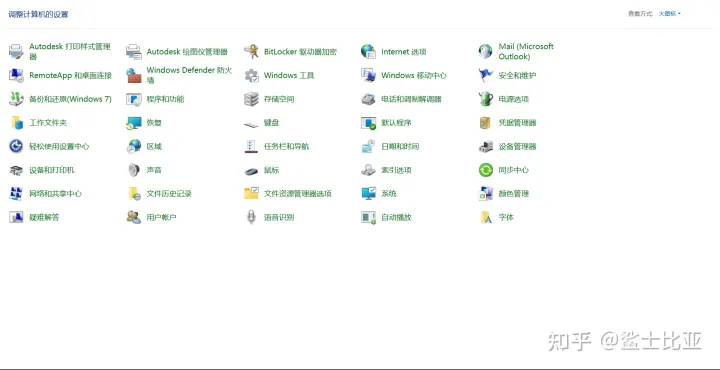 调整计算机的设置
查看方式: 大图标
Autodesk 打印样式管理
器
Autodesk 绘图仪管理器
BitLocker 驱动器加密
Internet 选项
Mail (Microsoft
Outlook)
RemoteApp 和桌面连接
Windows Defender 防火
墙
Windows 工具
Windows 移动中心
安全和维护
备份和还原(Windows 7)
程序和功能
存储空间
电话和调制解调器
电源选项
工作文件夹
恢复
键盘
默认程序
凭据管理器
轻松使用设置中心
区域
任务栏和导航
日期和时间
设备管理器
设备和打印机
声音
鼠标
索引选项
同步中心
网络和共享中心
文件历史记录
文件资源管理器选项
系统
颜色管理
疑难解答
用户帐户
语音识别
自动播放
字体
知乎 @鲨士比亚